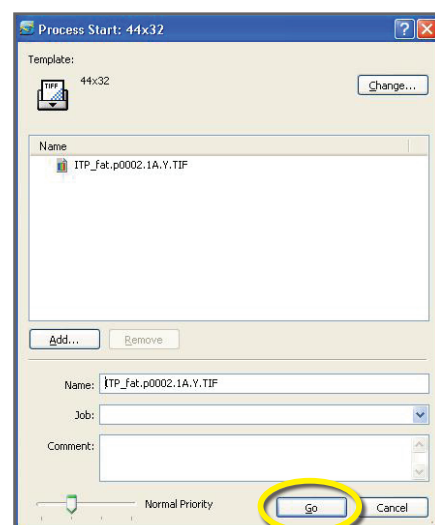 Process Start: 44x32
Template:
TIFF
44x32
Change...
Name
ITP_fat.p0002.1A.Y.TIF
Add...
Remove
Name: ITP_fat.p0002.1A.Y.TIF
Job:
Comment:
Normal Priority
Go
Cancel